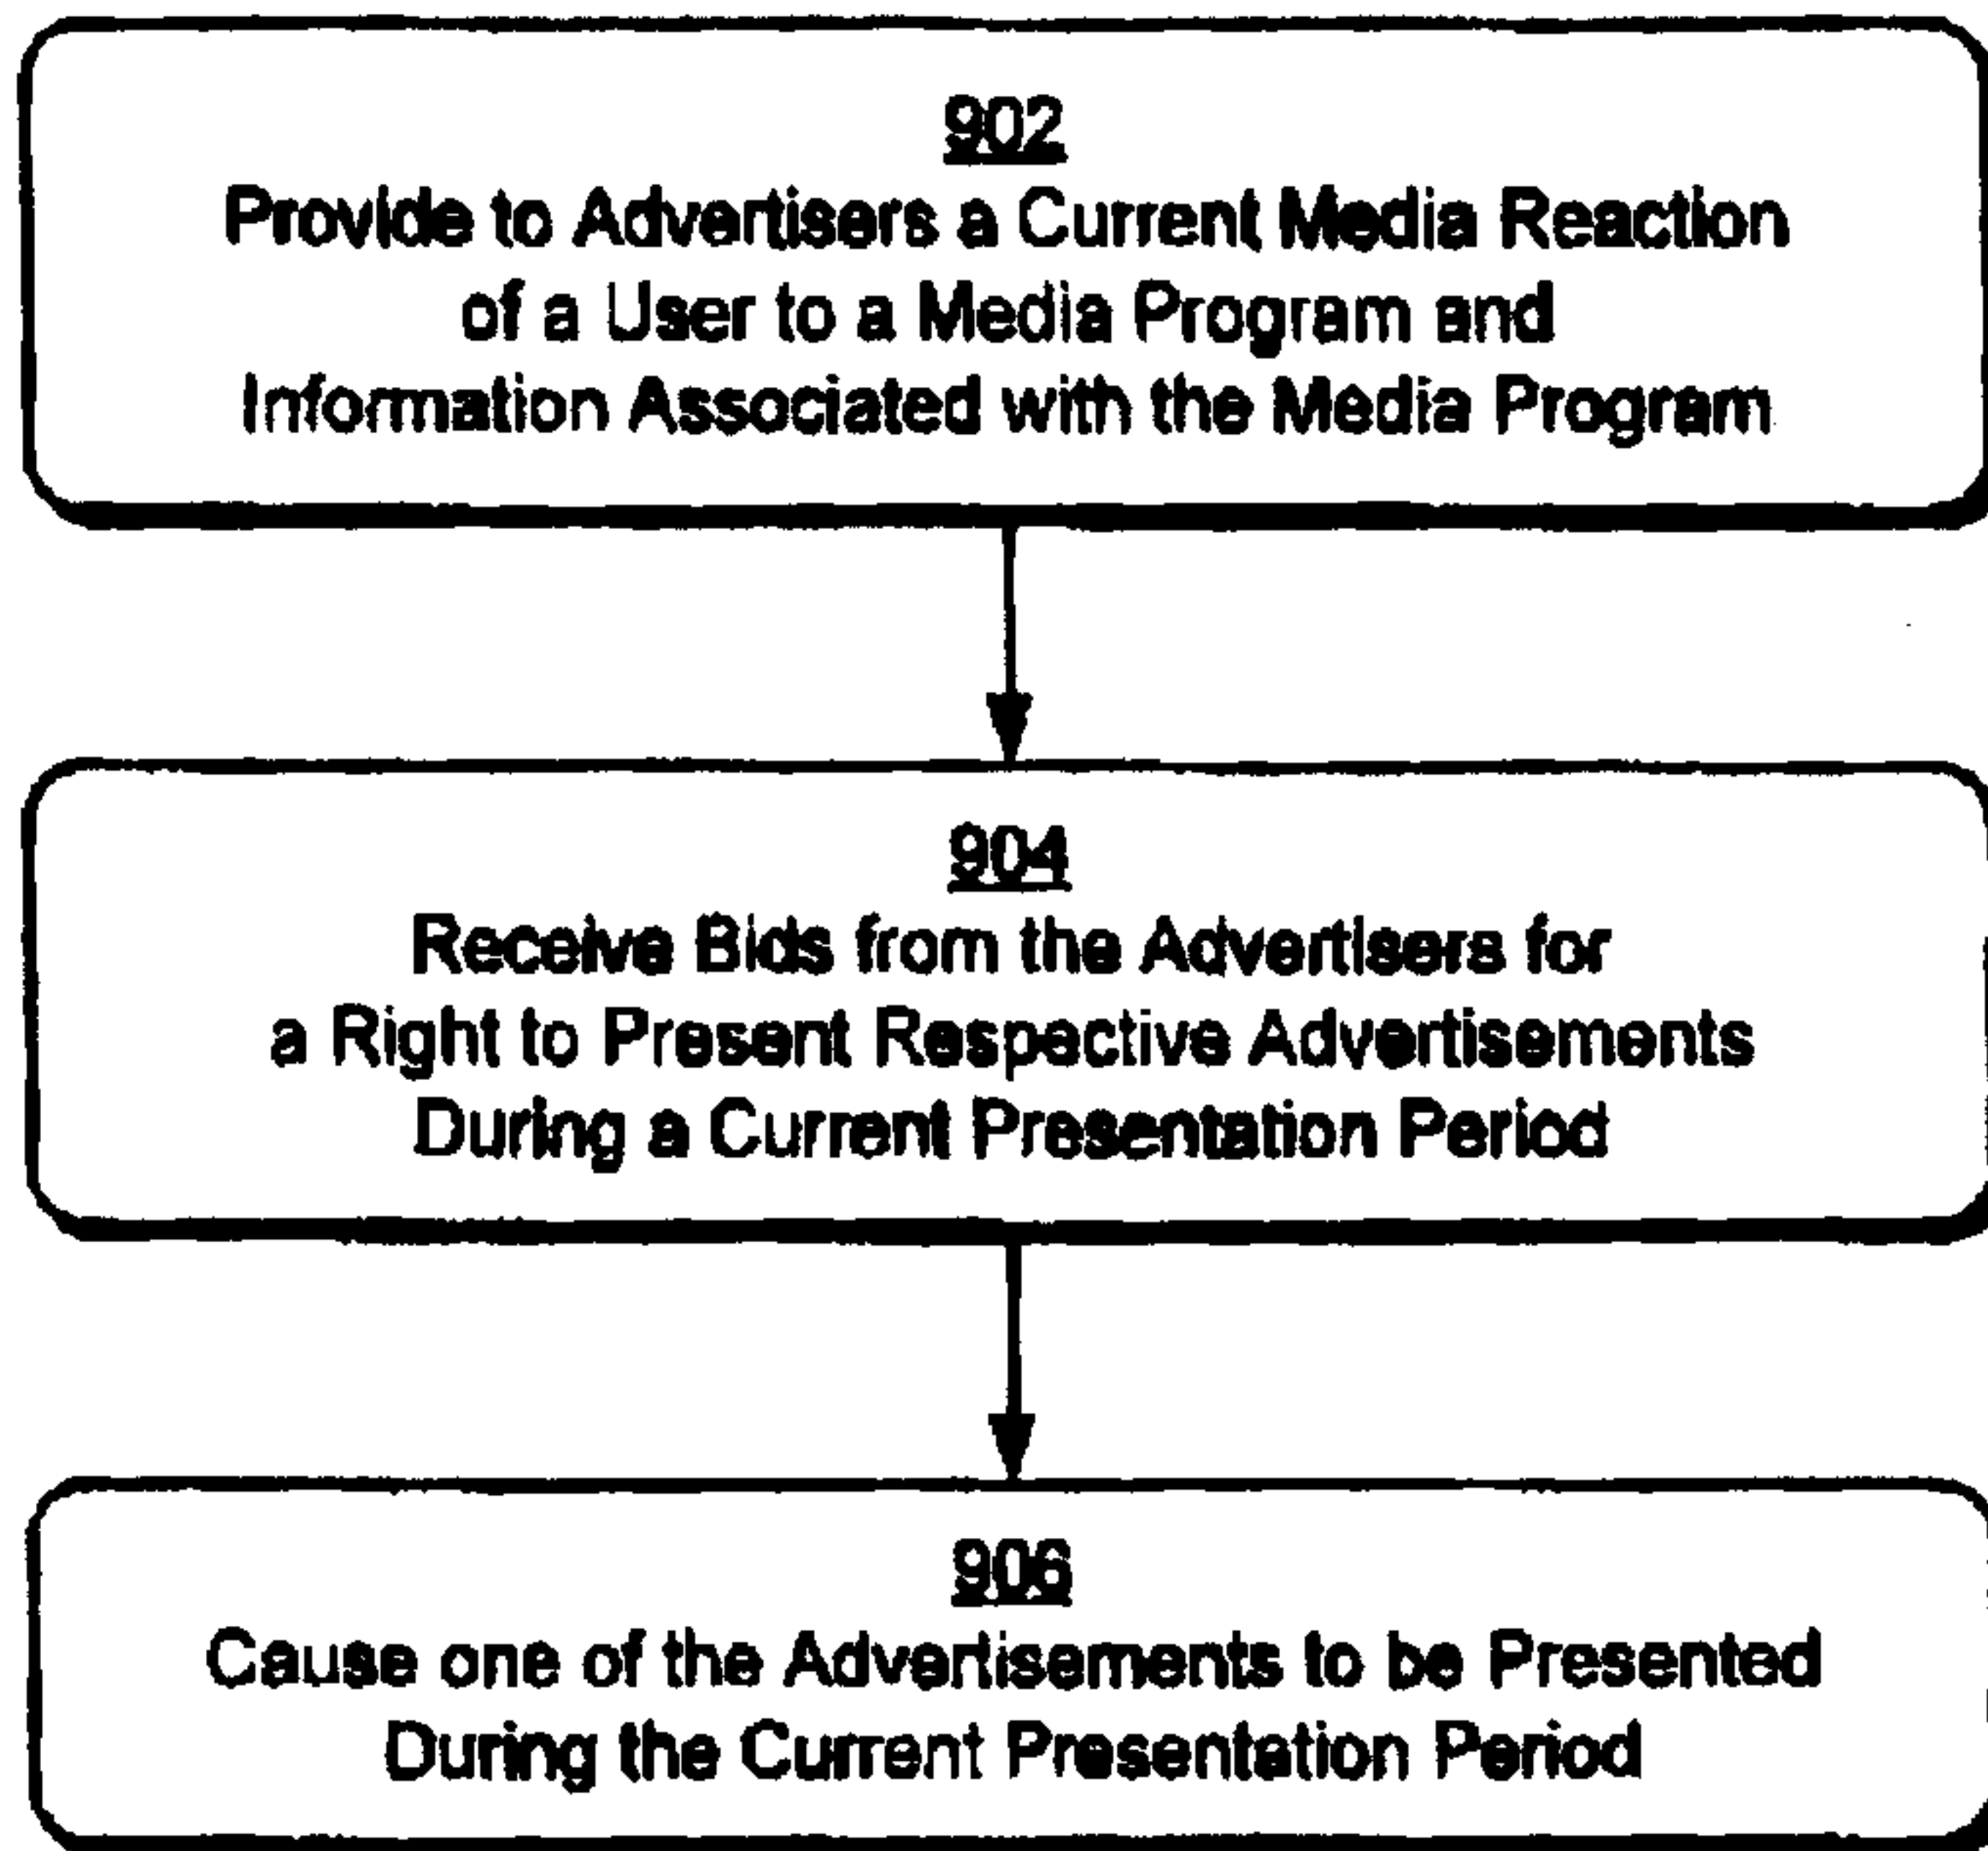 902
Provide to Advertisers a Current Media Reaction
of a User to a Media Program and
Information Associated with the Media Program
904
Receive Bids from the Advertisers for
a Right to Present Respective Advertisements
During a Current Presentation Period
906
Cause one of the Advertisements to be Presented
During the Current Presentation Period